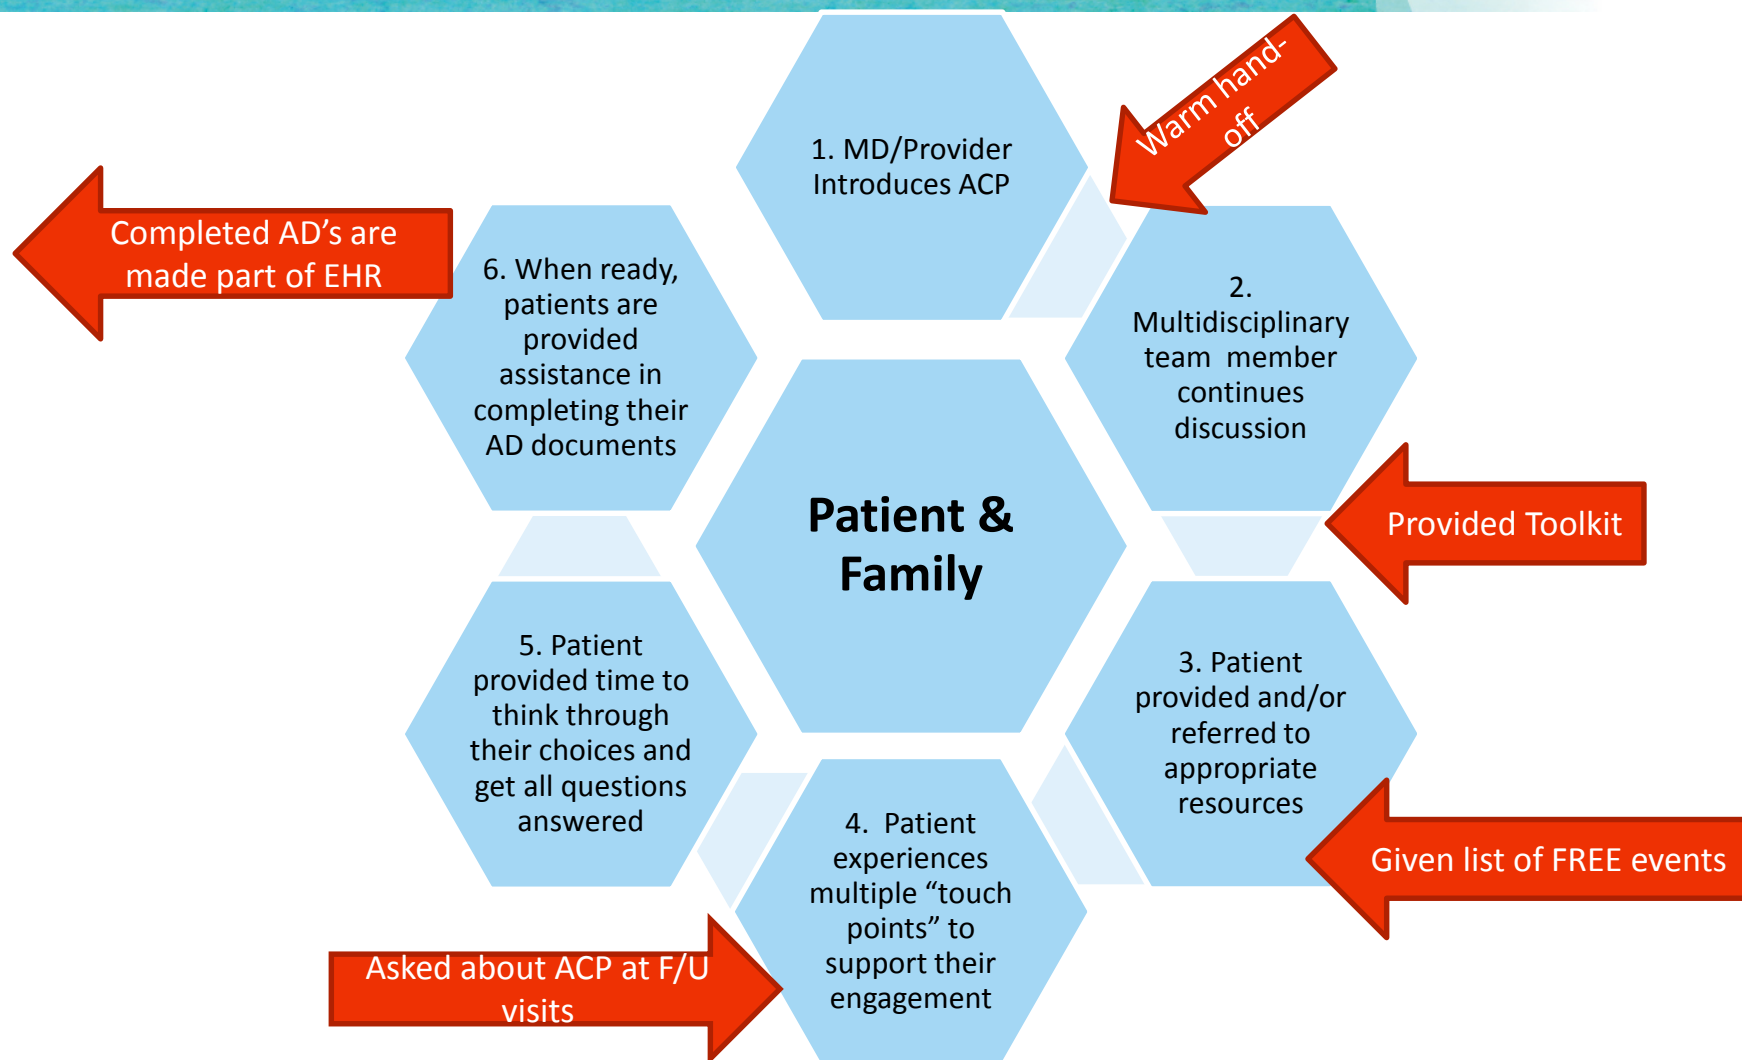 1. MD/Provider
Introduces ACP
Warm hand-
off
2.
Multidisciplinary
team  member
continues
discussion
Provided Toolkit
3. Patient
provided and/or
referred to
appropriate
resources
Given list of FREE events
4.  Patient
experiences
multiple “touch
points” to
support their
engagement
Asked about ACP at F/U
visits
5. Patient
provided time to
think through
their choices and
get all questions
answered
6. When ready,
patients are
provided
assistance in
completing their
AD documents
Completed AD’s are
made part of EHR
Patient &
Family